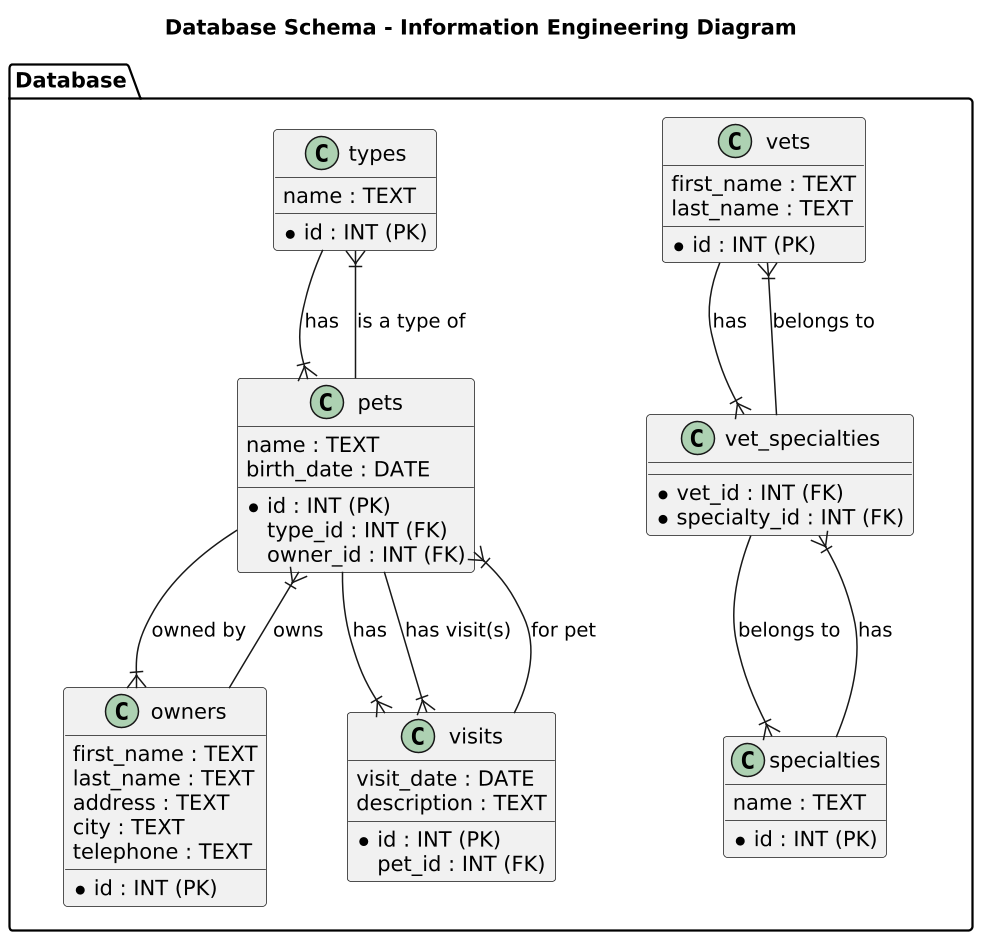 Database Schema - Information Engineering Diagram
Database
C types
name : TEXT
id : INT (PK)
C vets
first_name : TEXT
last_name : TEXT
id : INT (PK)
has
is a type of
has
belongs to
C pets
name : TEXT
birth_date : DATE
id : INT (PK)
type_id : INT (FK)
owner_id : INT (FK)
C vet_specialties
vet_id : INT (FK)
specialty_id : INT (FK)
owned by
owns
has
has visit(s)
for pet
belongs to
has
C owners
first_name : TEXT
last_name : TEXT
address : TEXT
city : TEXT
telephone : TEXT
id : INT (PK)
C visits
visit_date : DATE
description : TEXT
id : INT (PK)
pet_id : INT (FK)
C specialties
name : TEXT
id : INT (PK)